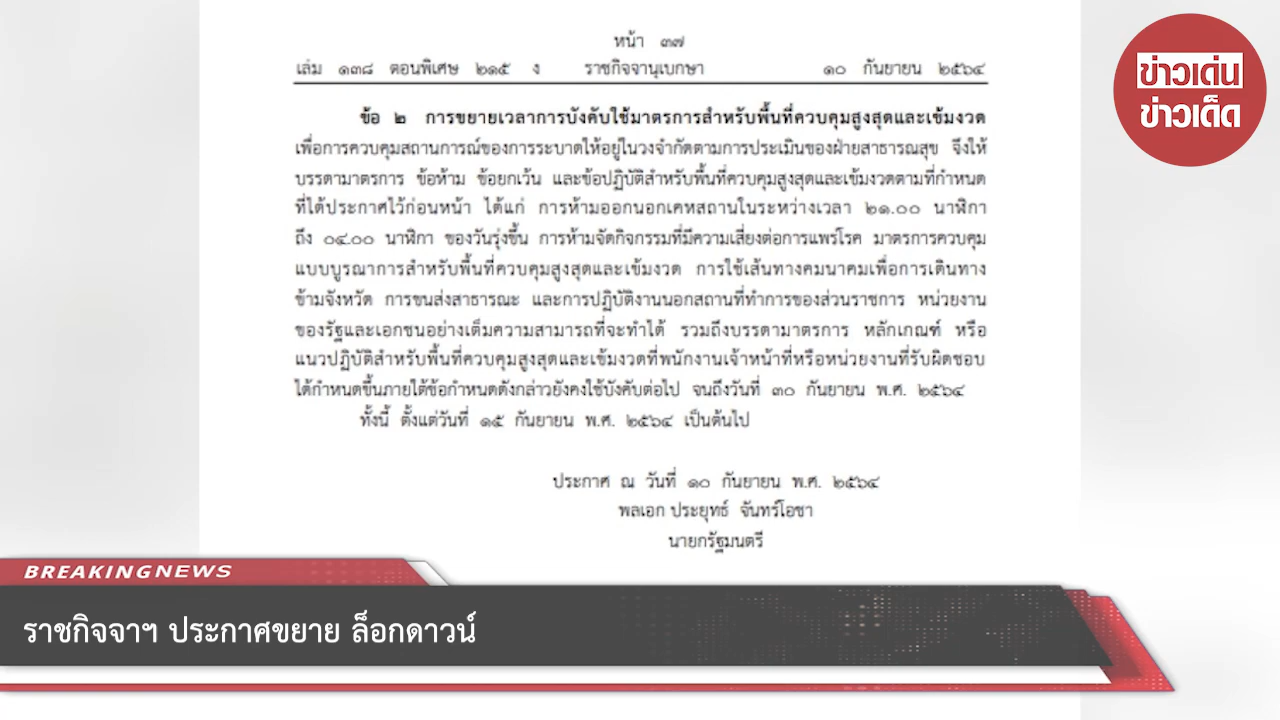 หน้า ๓๗
เล่ม ๑๓๘ ตอนพิเศษ ๒๑๕ ง ราชกิจจานุเบกษา ๑๐ กันยายน ๒๕๖๔
ข้อ ๒ การขยายเวลาการบังคับใช้มาตรการสำหรับพื้นที่ควบคุมสูงสุดและเข้มงวด
เพื่อการควบคุมสถานการณ์ของการระบาดให้อยู่ในวงจำกัดตามการประเมินของฝ่ายสาธารณสุข จึงให้
บรรดามาตรการ ข้อห้าม ข้อยกเว้น และข้อปฏิบัติสำหรับพื้นที่ควบคุมสูงสุดและเข้มงวดตามที่กำหนด
ที่ได้ประกาศไว้ก่อนหน้า ได้แก่ การห้ามออกนอกเคหสถานในระหว่างเวลา ๒๑.๐๐ นาฬิกา
ถึง ๐๔.๐๐ นาฬิกา ของวันรุ่งขึ้น การห้ามจัดกิจกรรมที่มีความเสี่ยงต่อการแพร่โรค มาตรการควบคุม
แบบบูรณาการสำหรับพื้นที่ควบคุมสูงสุดและเข้มงวด การใช้เส้นทางคมนาคมเพื่อการเดินทาง
ข้ามจังหวัด การขนส่งสาธารณะ และการปฏิบัติงานนอกสถานที่ทำการของส่วนราชการ หน่วยงาน
ของรัฐและเอกชนอย่างเต็มความสามารถที่จะทำได้ รวมถึงบรรดามาตรการ หลักเกณฑ์ หรือ
แนวปฏิบัติสำหรับพื้นที่ควบคุมสูงสุดและเข้มงวดที่พนักงานเจ้าหน้าที่หรือหน่วยงานที่รับผิดชอบ
ได้กำหนดขึ้นภายใต้ข้อกำหนดดังกล่าวยังคงใช้บังคับต่อไป จนถึงวันที่ ๓๐ กันยายน พ.ศ. ๒๕๖๔
ทั้งนี้ ตั้งแต่วันที่ ๑๕ กันยายน พ.ศ. ๒๕๖๔ เป็นต้นไป
ประกาศ ณ วันที่ ๑๐ กันยายน พ.ศ. ๒๕๖๔
พลเอก ประยุทธ์ จันทร์โอชา
นายกรัฐมนตรี
ข่าวเด่น
ข่าวเด็ด
BREAKING NEWS
ราชกิจจาฯ ประกาศขยาย ล็อกดาวน์